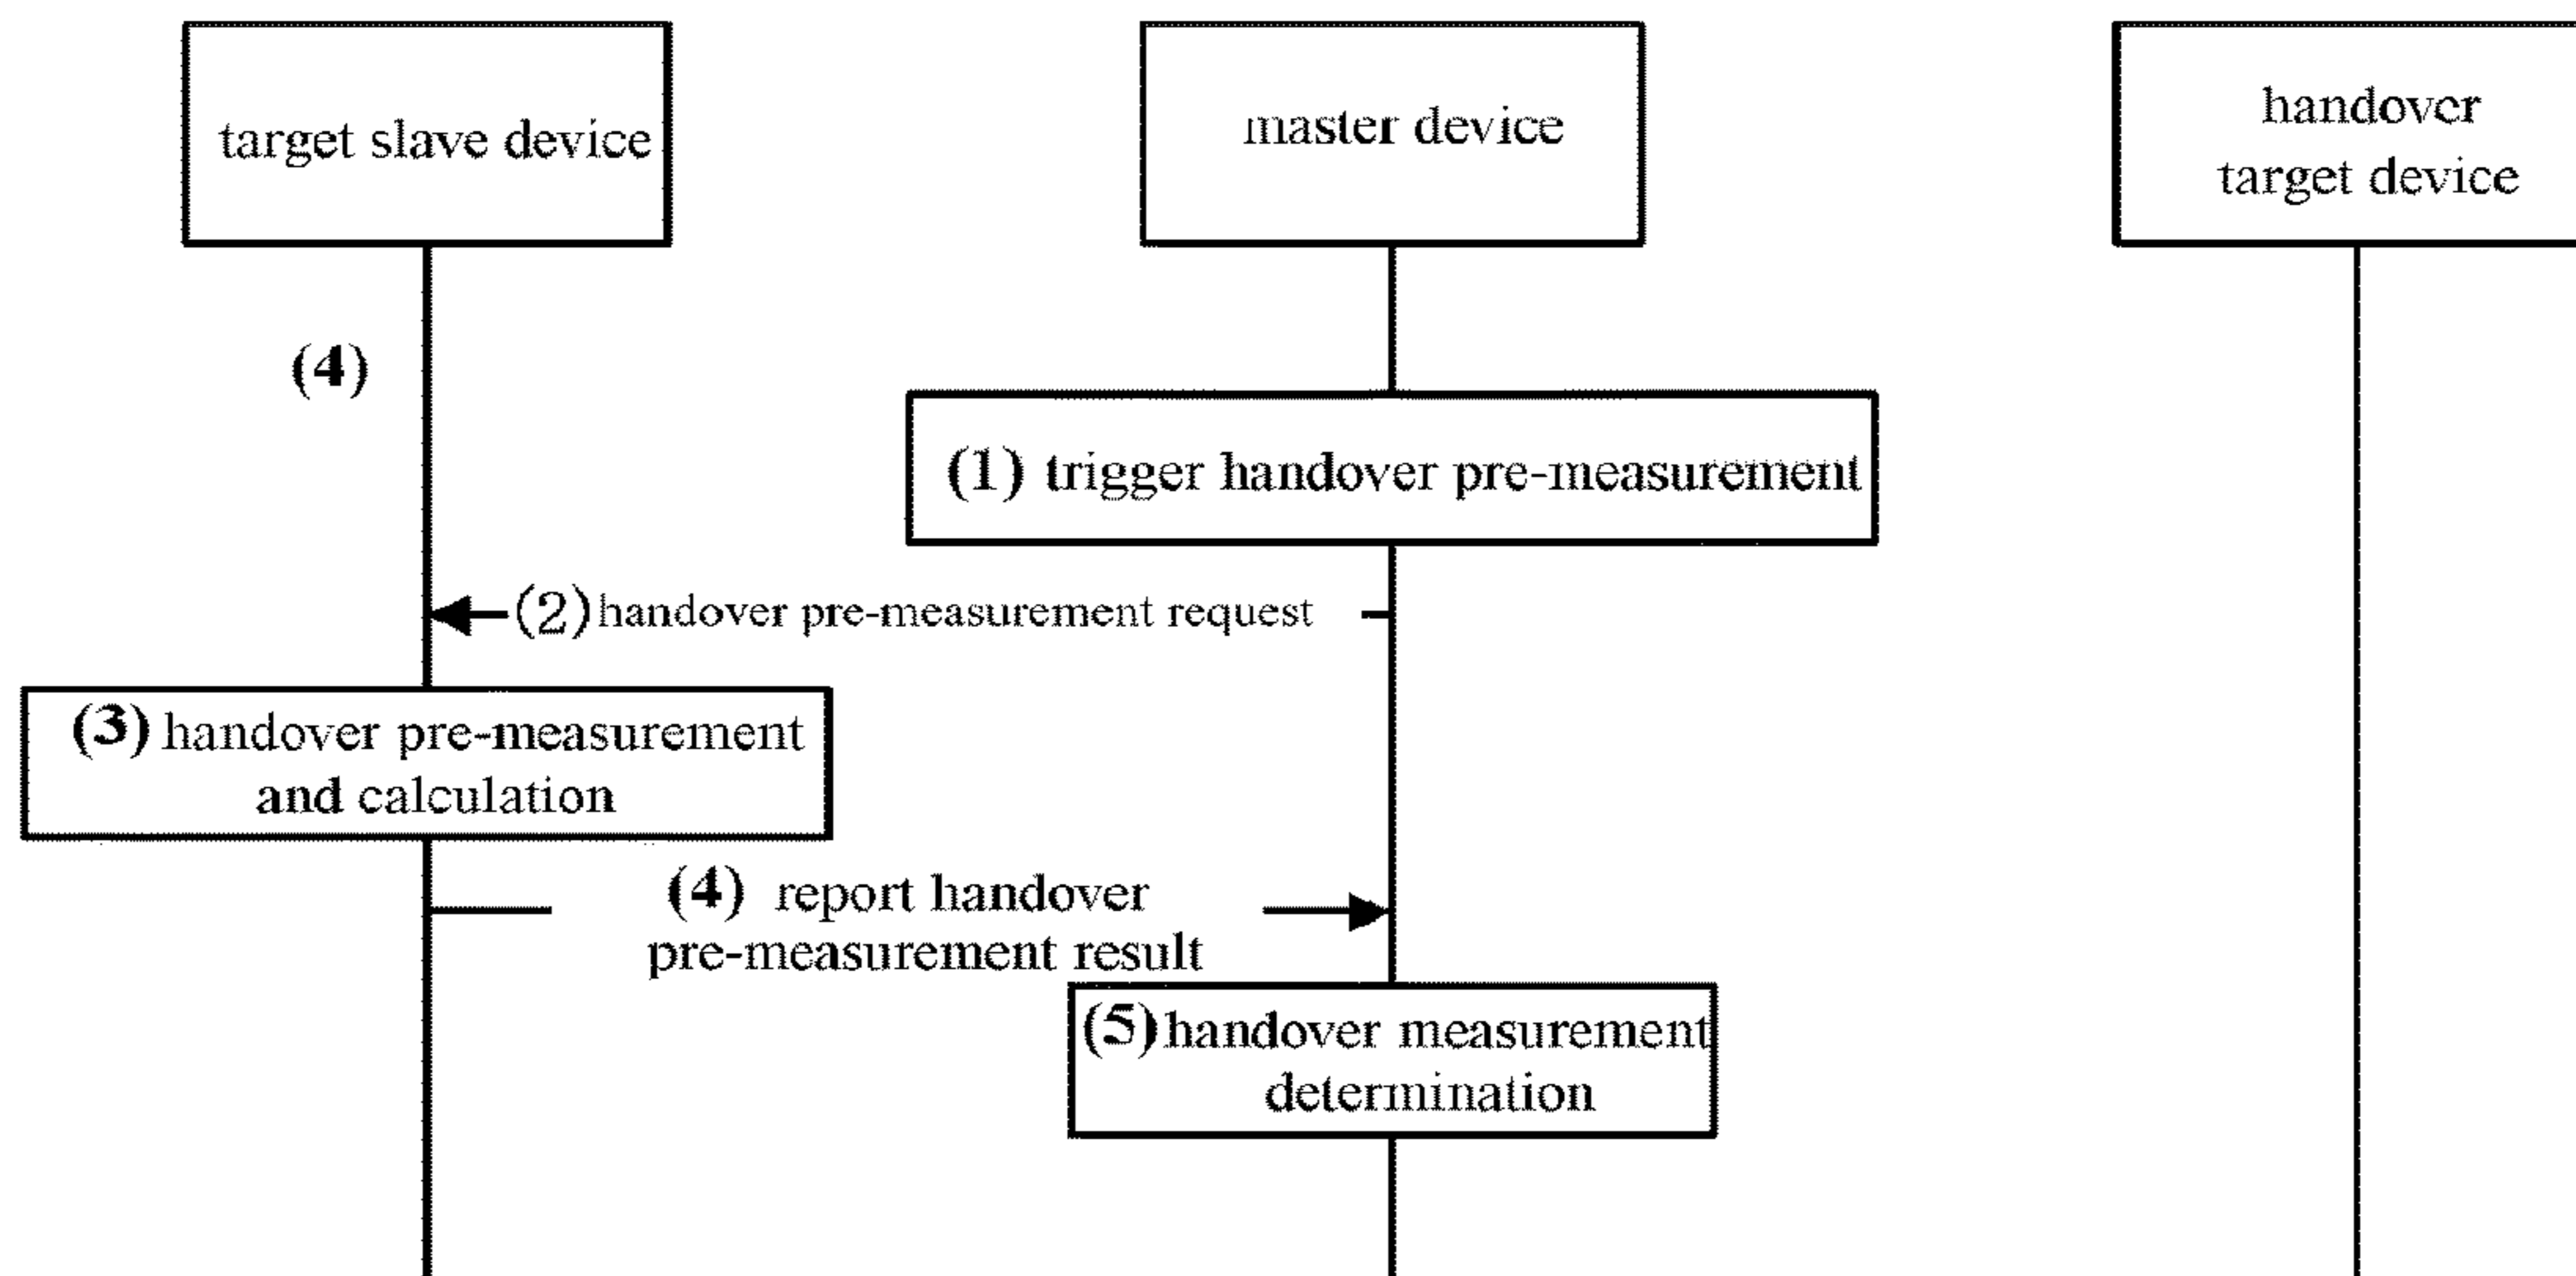 target slave device
master device
handover
target device
(4)
(1) trigger handover pre-measurement
(2) handover pre-measurement request
(3) handover pre-measurement
and calculation
(4) report handover
pre-measurement result
(5) handover measurement
determination